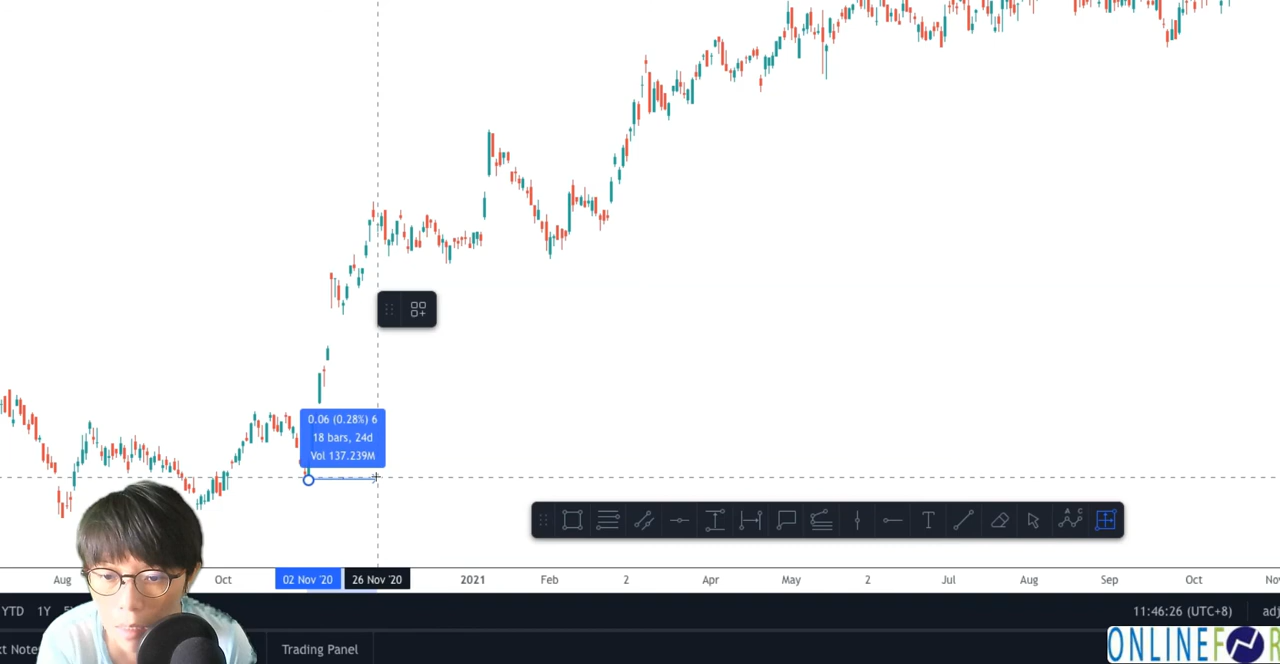 0.06 (0.28%) 6
18 bars, 24d
Vol 137.239M
A C
T
Aug
Oct
02 Nov '20
26 Nov '20
2021
Feb
2
Apr
May
2
Jul
Aug
Sep
Oct
YTD
1Y
11:46:26 (UTC+8)
Trading Panel
ONLINE